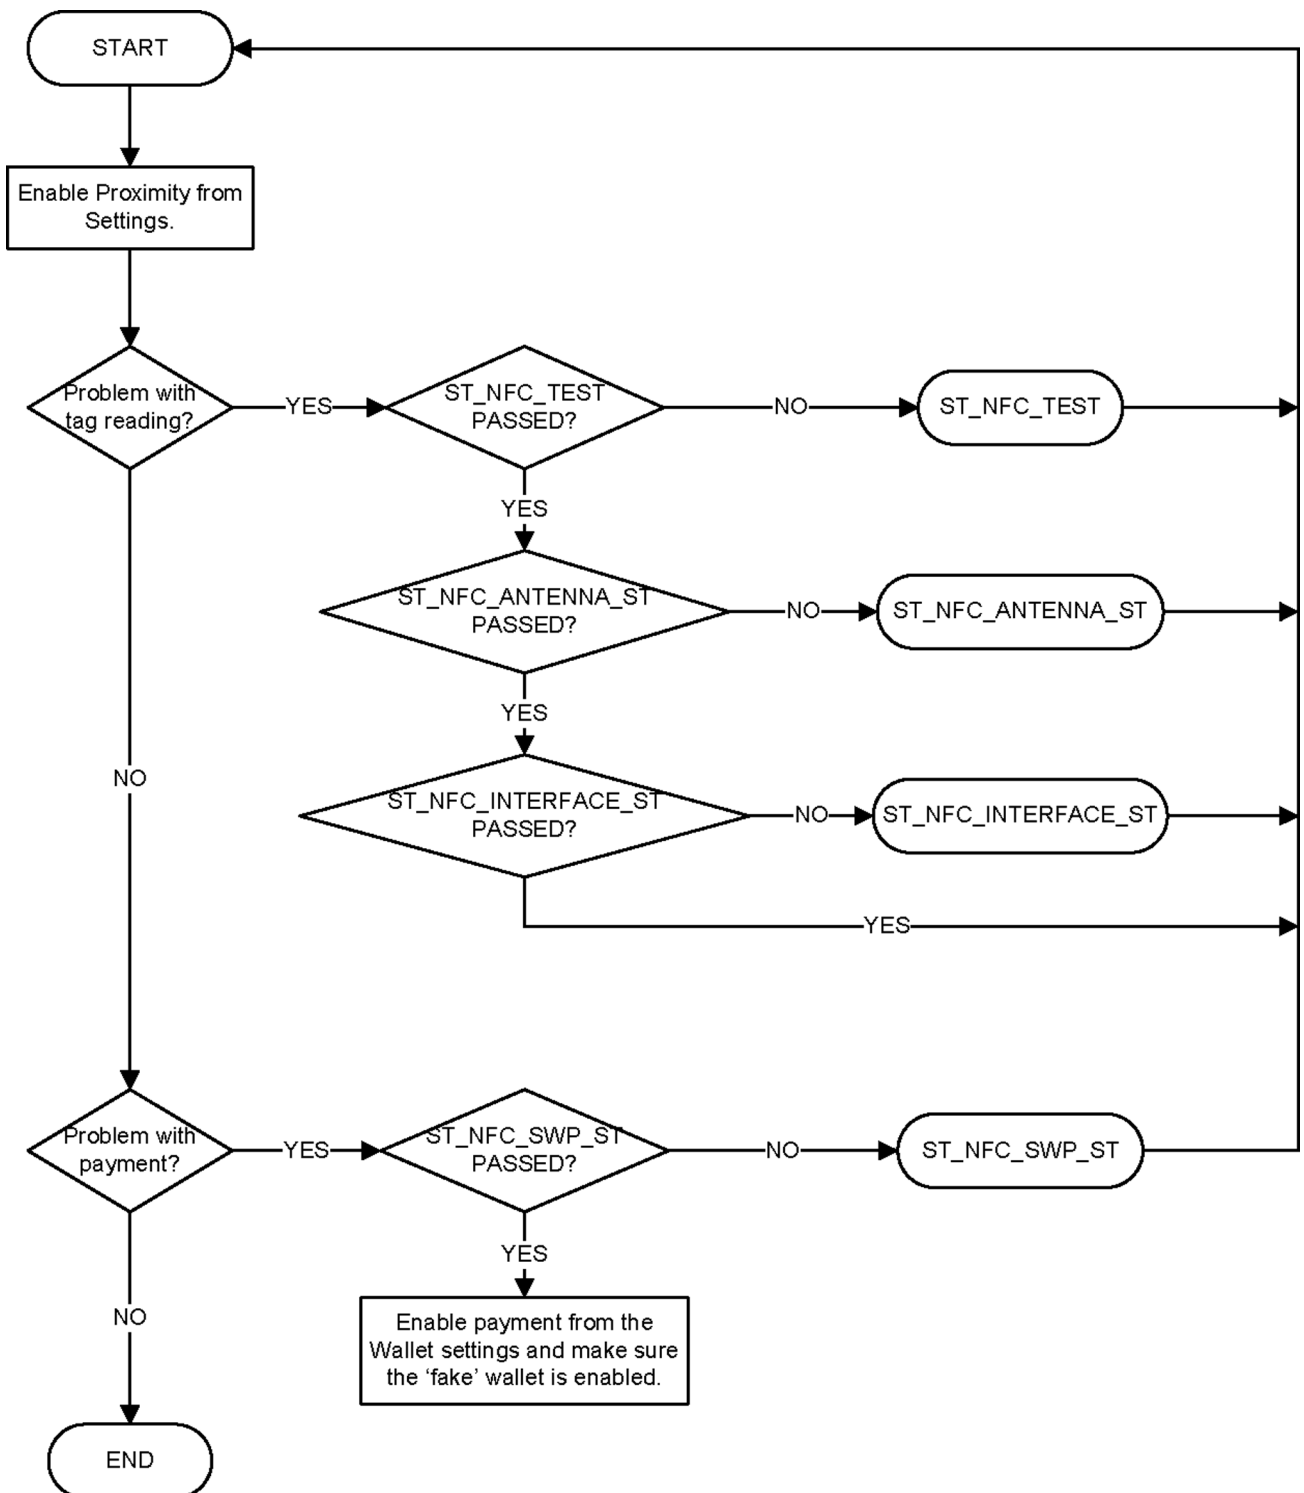 START
Enable Proximity from
Settings.
Problem with
tag reading?
YES
ST_NFC_TEST
PASSED?
NO
ST_NFC_TEST
YES
ST_NFC_ANTENNA_ST
PASSED?
NO
ST_NFC_ANTENNA_ST
YES
NO
ST_NFC_INTERFACE_ST
PASSED?
NO
ST_NFC_INTERFACE_ST
YES
Problem with
payment?
YES
ST_NFC_SWP_ST
PASSED?
NO
ST_NFC_SWP_ST
YES
NO
Enable payment from the
Wallet settings and make sure
the ‘fake’ wallet is enabled.
END